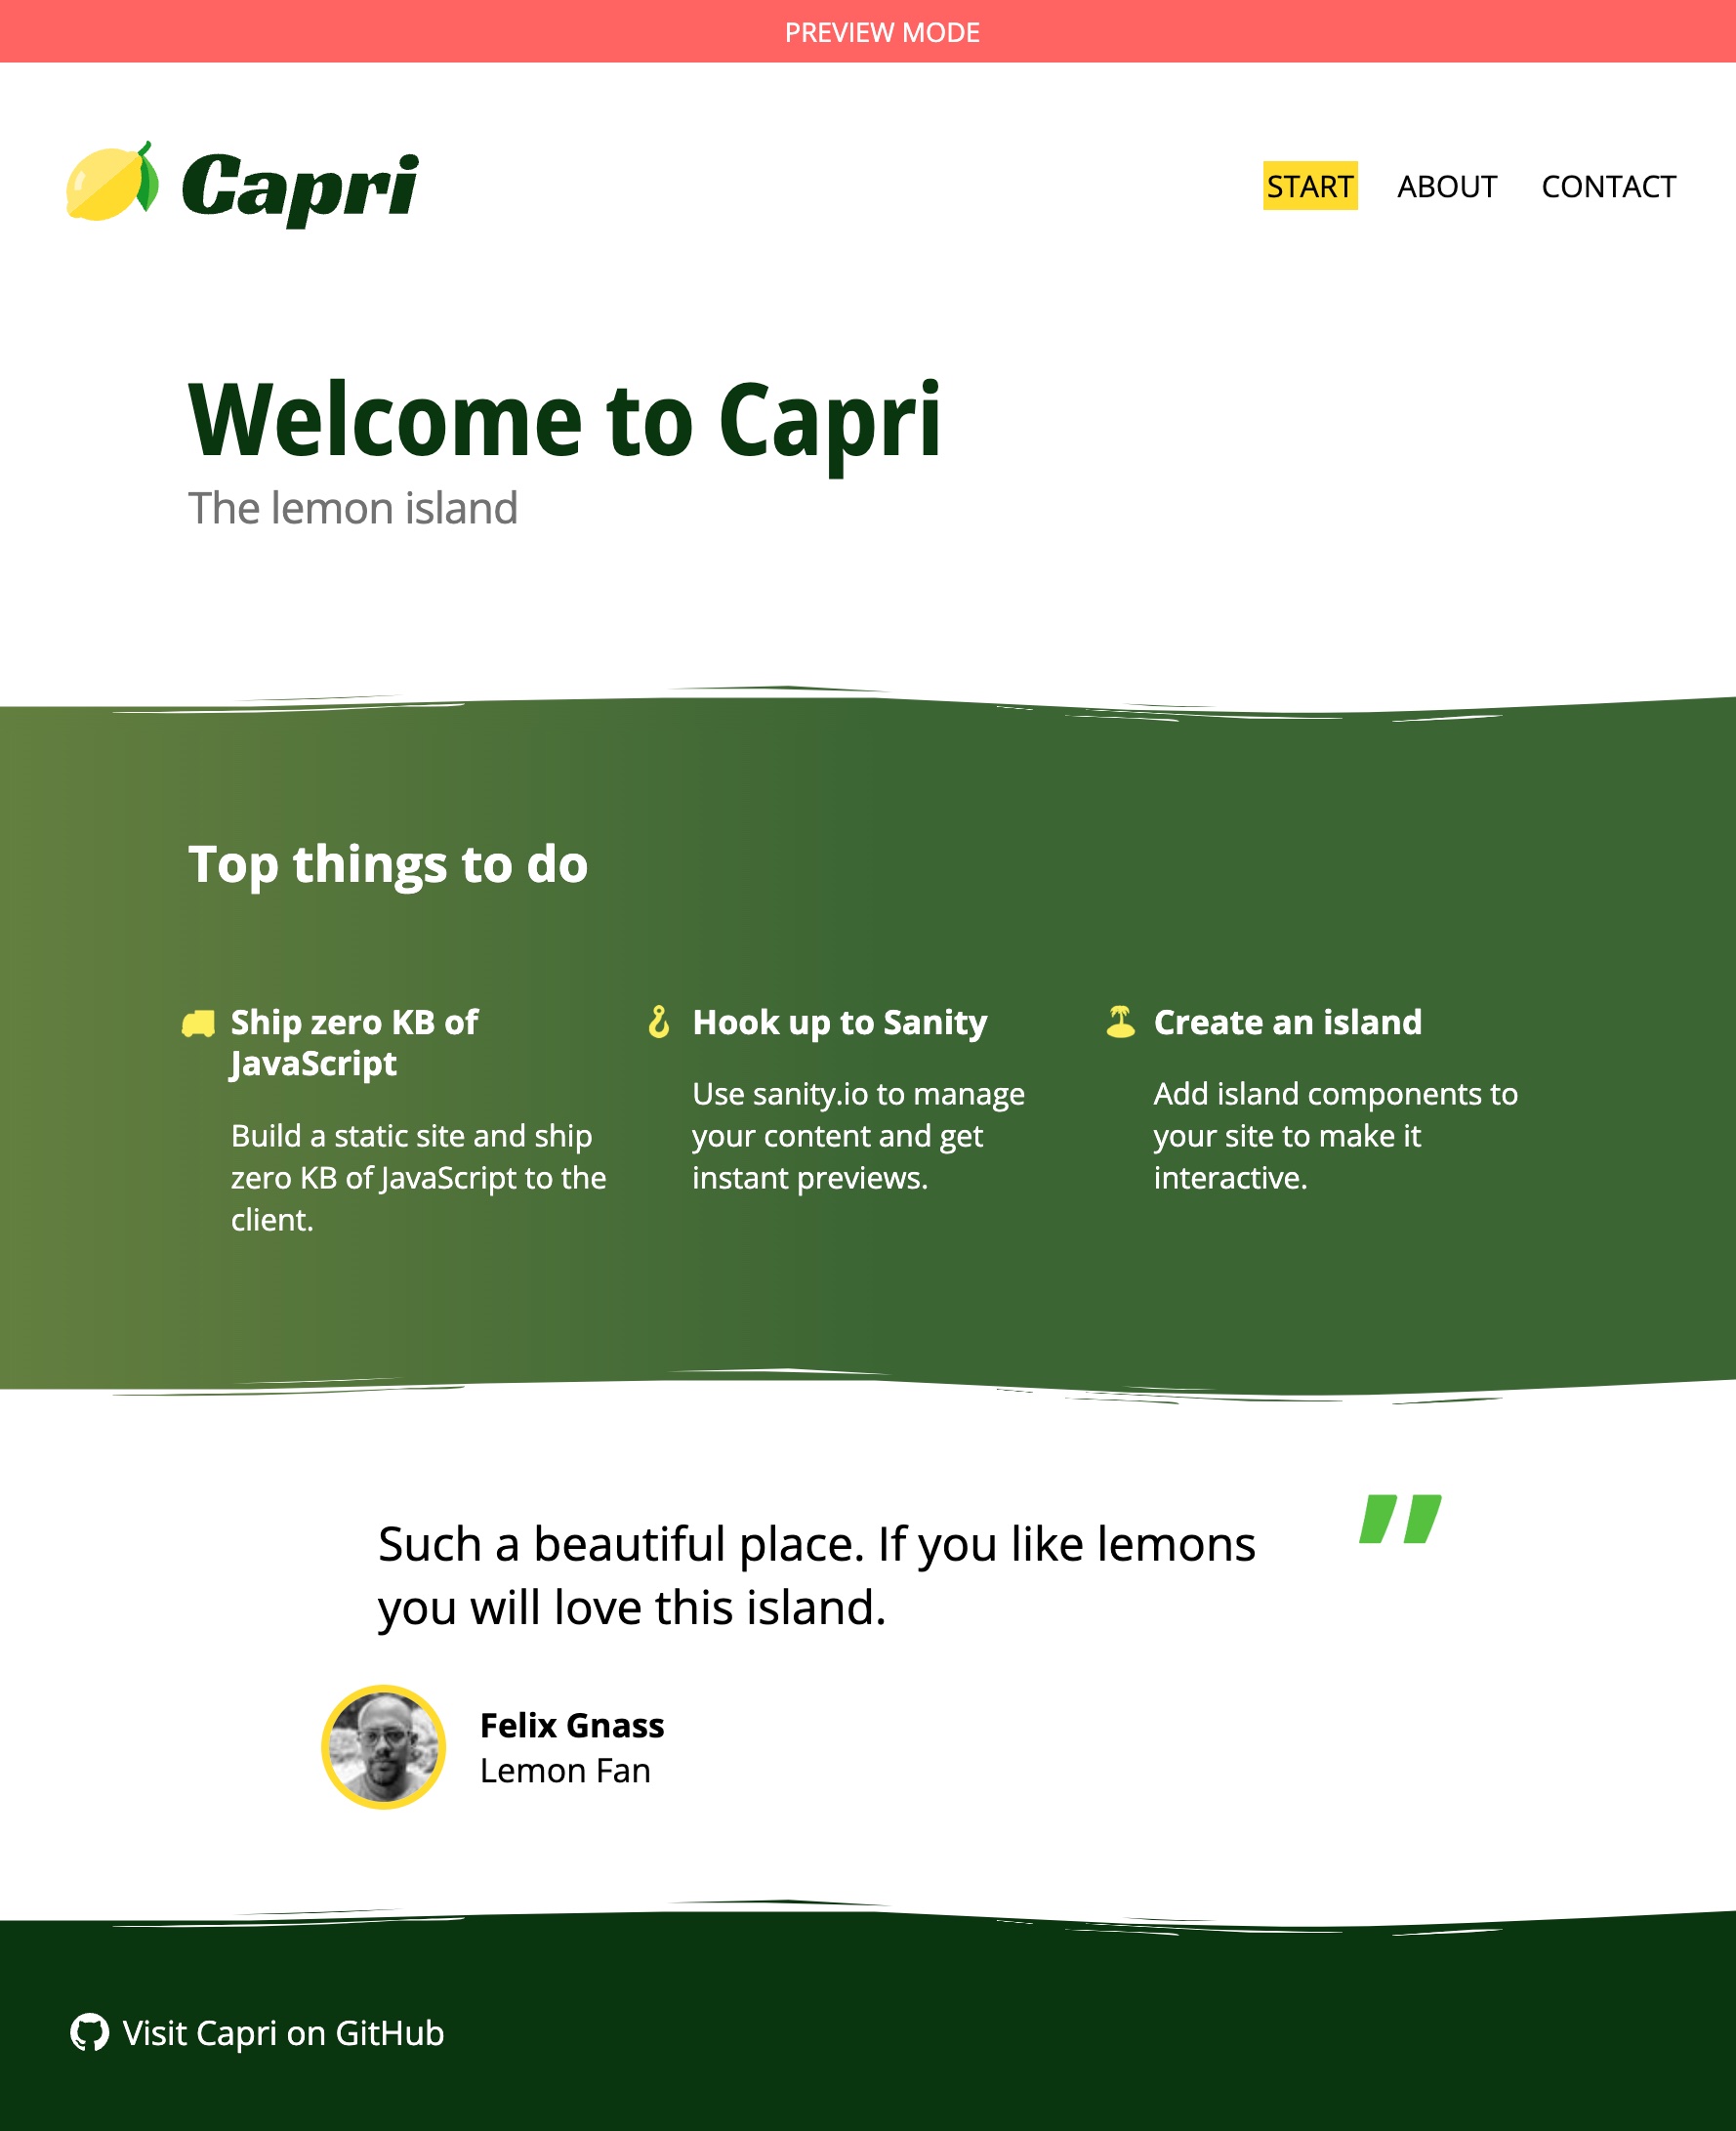 PREVIEW MODE
Capri
START ABOUT CONTACT
Welcome to Capri
The lemon island
Top things to do
Ship zero KB of
JavaScript
Build a static site and ship
zero KB of JavaScript to the
client.
Hook up to Sanity
Use sanity.io to manage
your content and get
instant previews.
Create an island
Add island components to
your site to make it
interactive.
Such a beautiful place. If you like lemons
you will love this island.
"
Felix Gnass
Lemon Fan
Visit Capri on GitHub